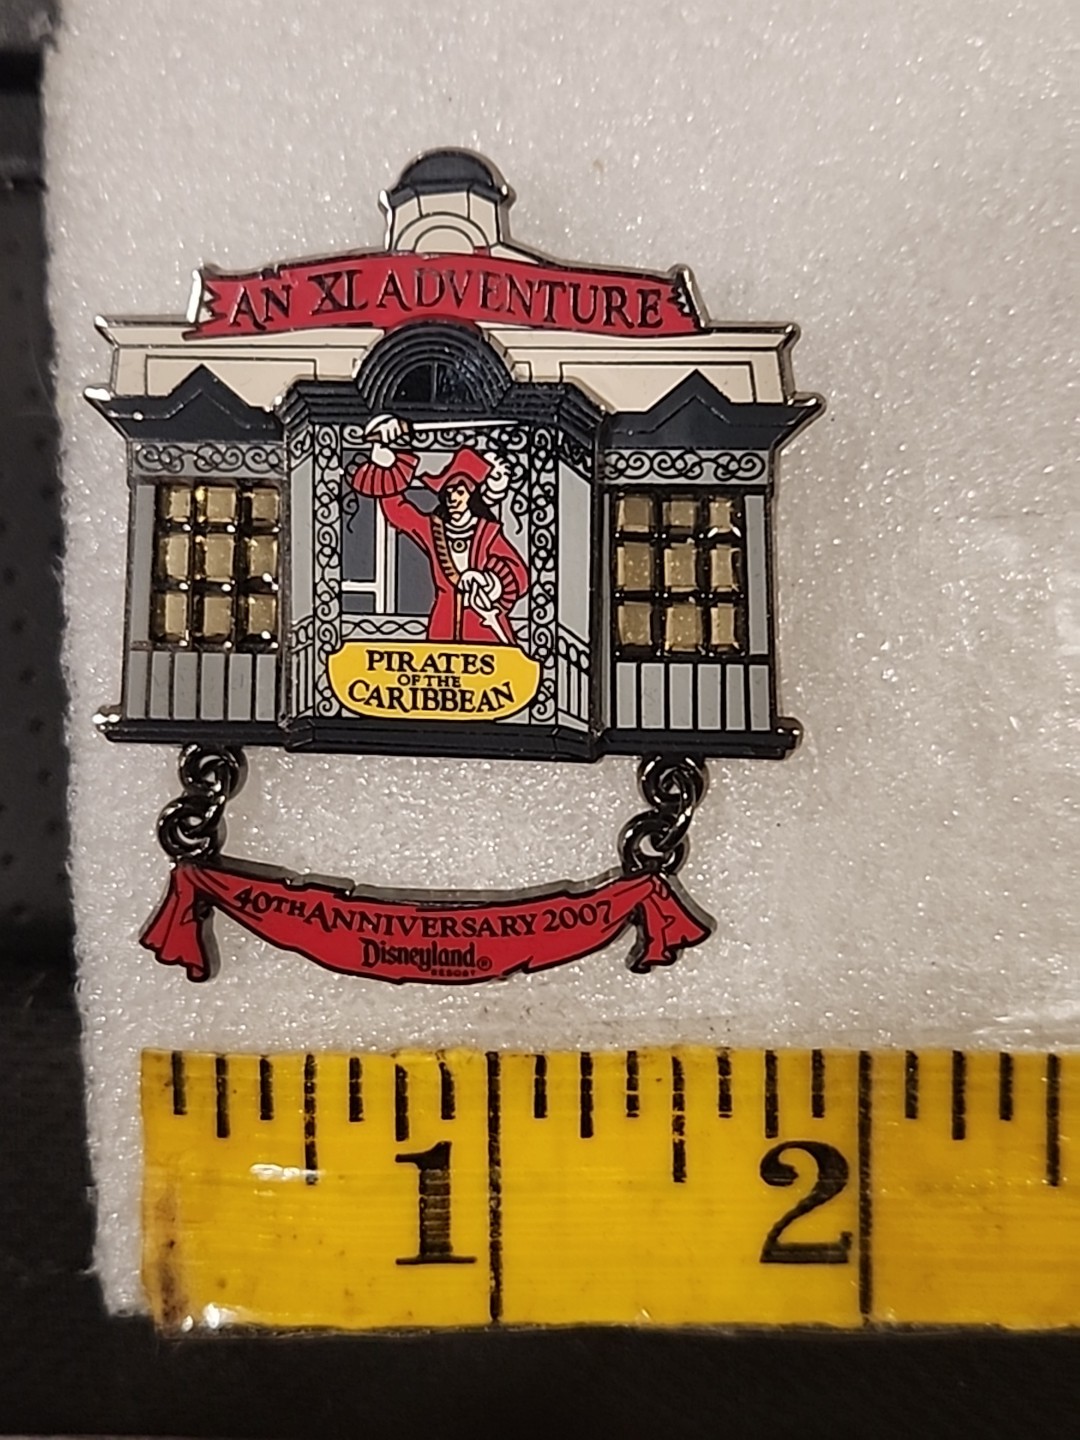 AN XL ADVENTURE
PIRATES
OF THE
CARIBBEAN
40TH ANNIVERSARY 2007
Disneyland®
RESORT
1 2